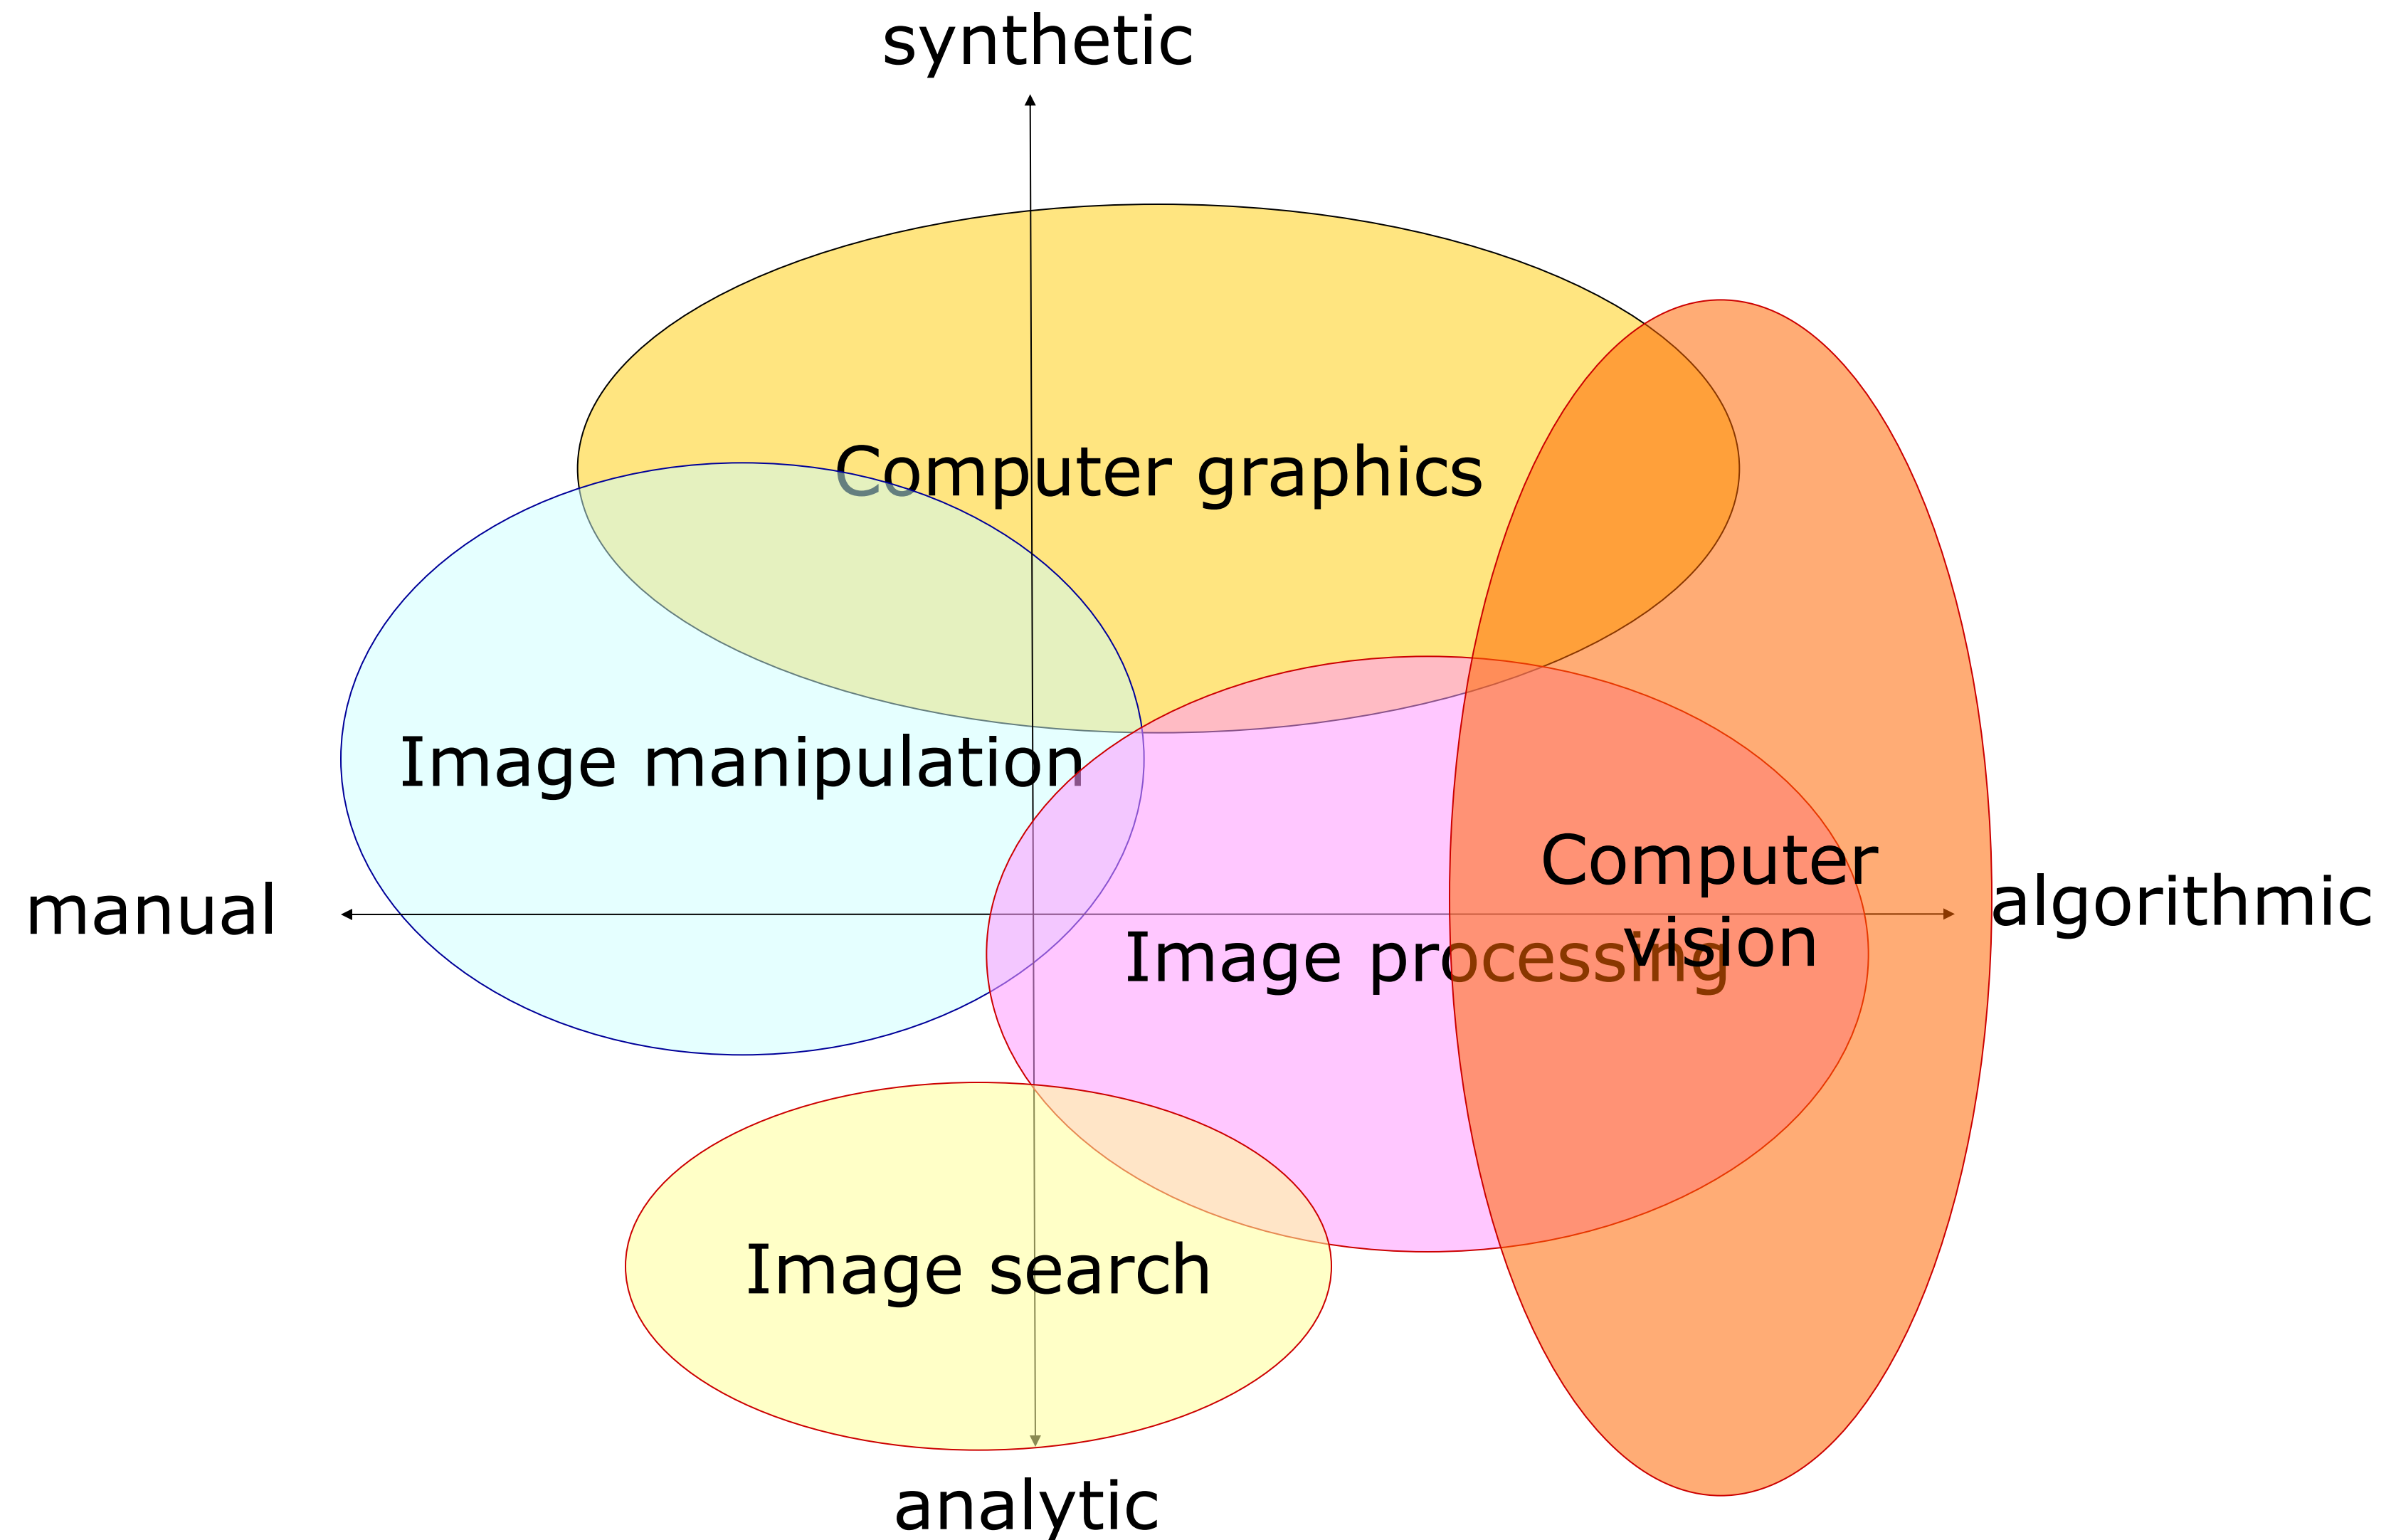 synthetic
Computer graphics
Image manipulation
Computer
vision
manual
algorithmic
Image processing
Image search
analytic